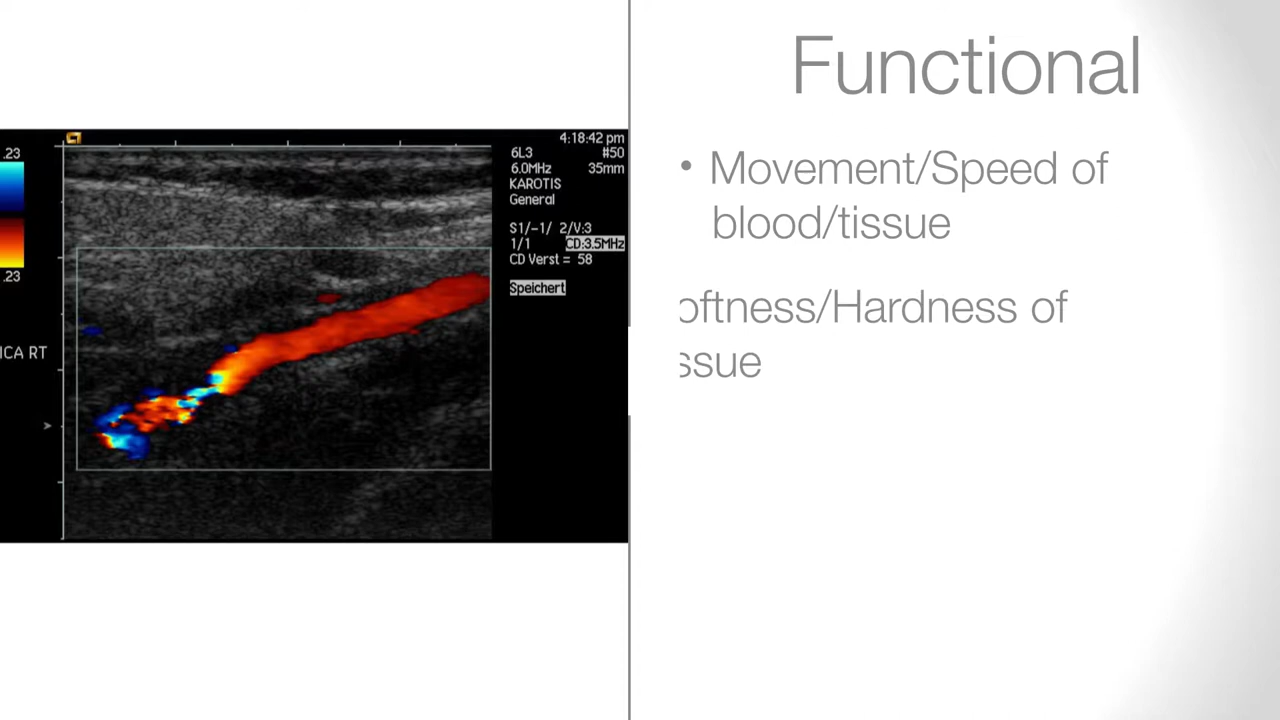 .23
.23
ICA RT
4:18:42 pm
6L3 #50
6.0MHz 35mm
KAROTIS
General
S1/-1/ 2/V:3
1/1 CD:3.5MHz
CD Verst = 58
Speichert
Functional
• Movement/Speed of
blood/tissue
oftness/Hardness of
ssue